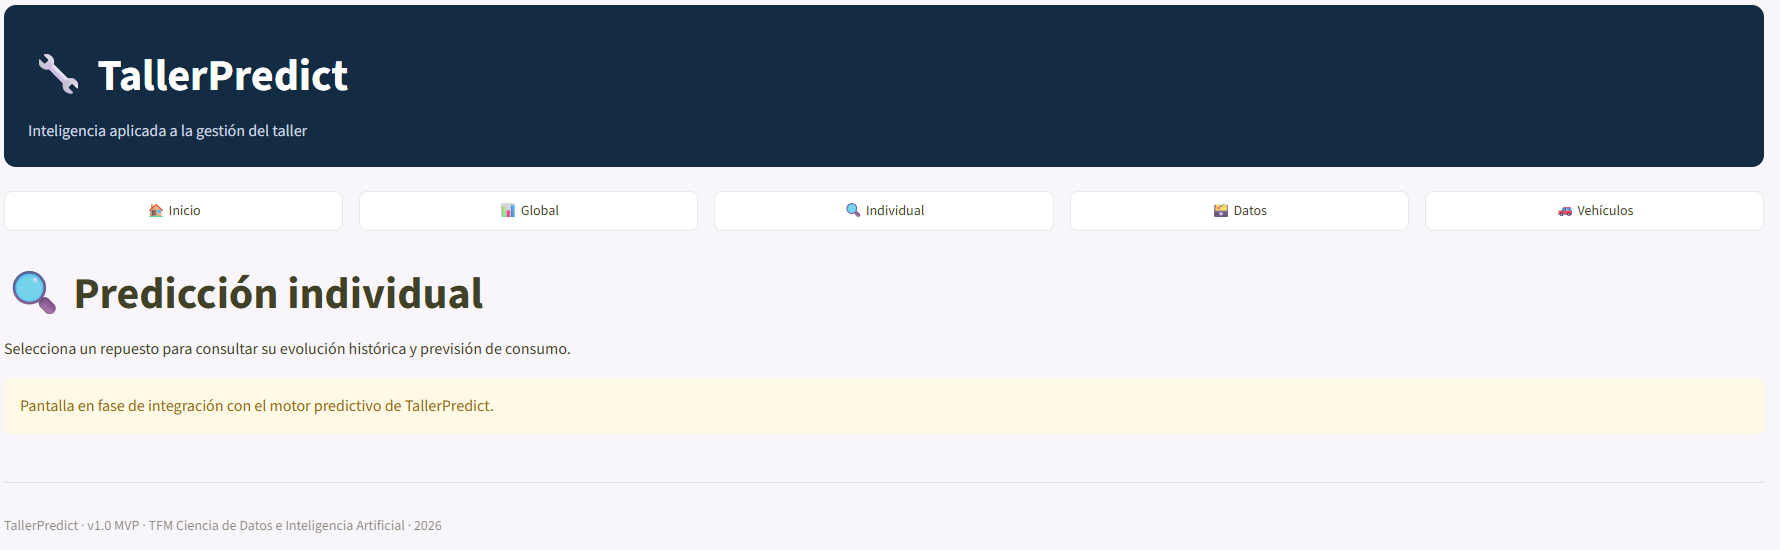 TallerPredict
Inteligencia aplicada a la gestión del taller
Inicio
Global
Individual
Datos
Vehículos
Predicción individual
Selecciona un repuesto para consultar su evolución histórica y previsión de consumo.
Pantalla en fase de integración con el motor predictivo de TallerPredict.
TallerPredict · v1.0 MVP · TFM Ciencia de Datos e Inteligencia Artificial · 2026